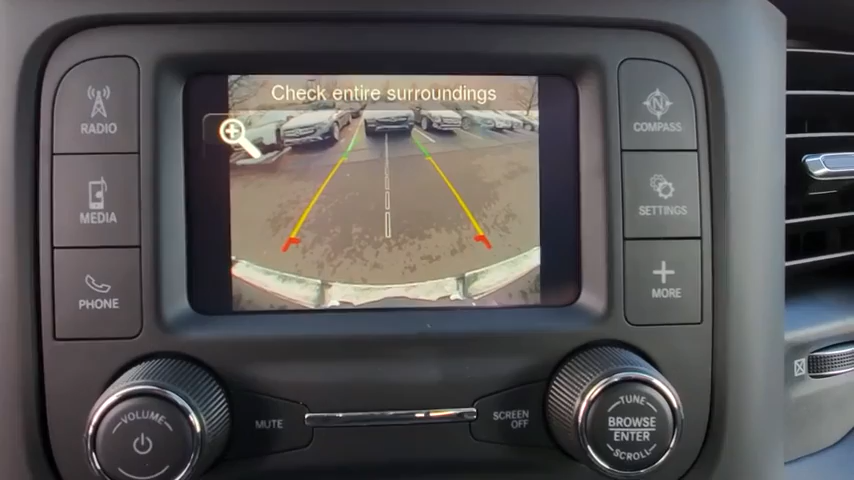 Check entire surroundings
RADIO
MEDIA
PHONE
N
COMPASS
SETTINGS
MORE
VOLUME
MUTE
SCREEN
OFF
TUNE
BROWSE
ENTER
SCROLL